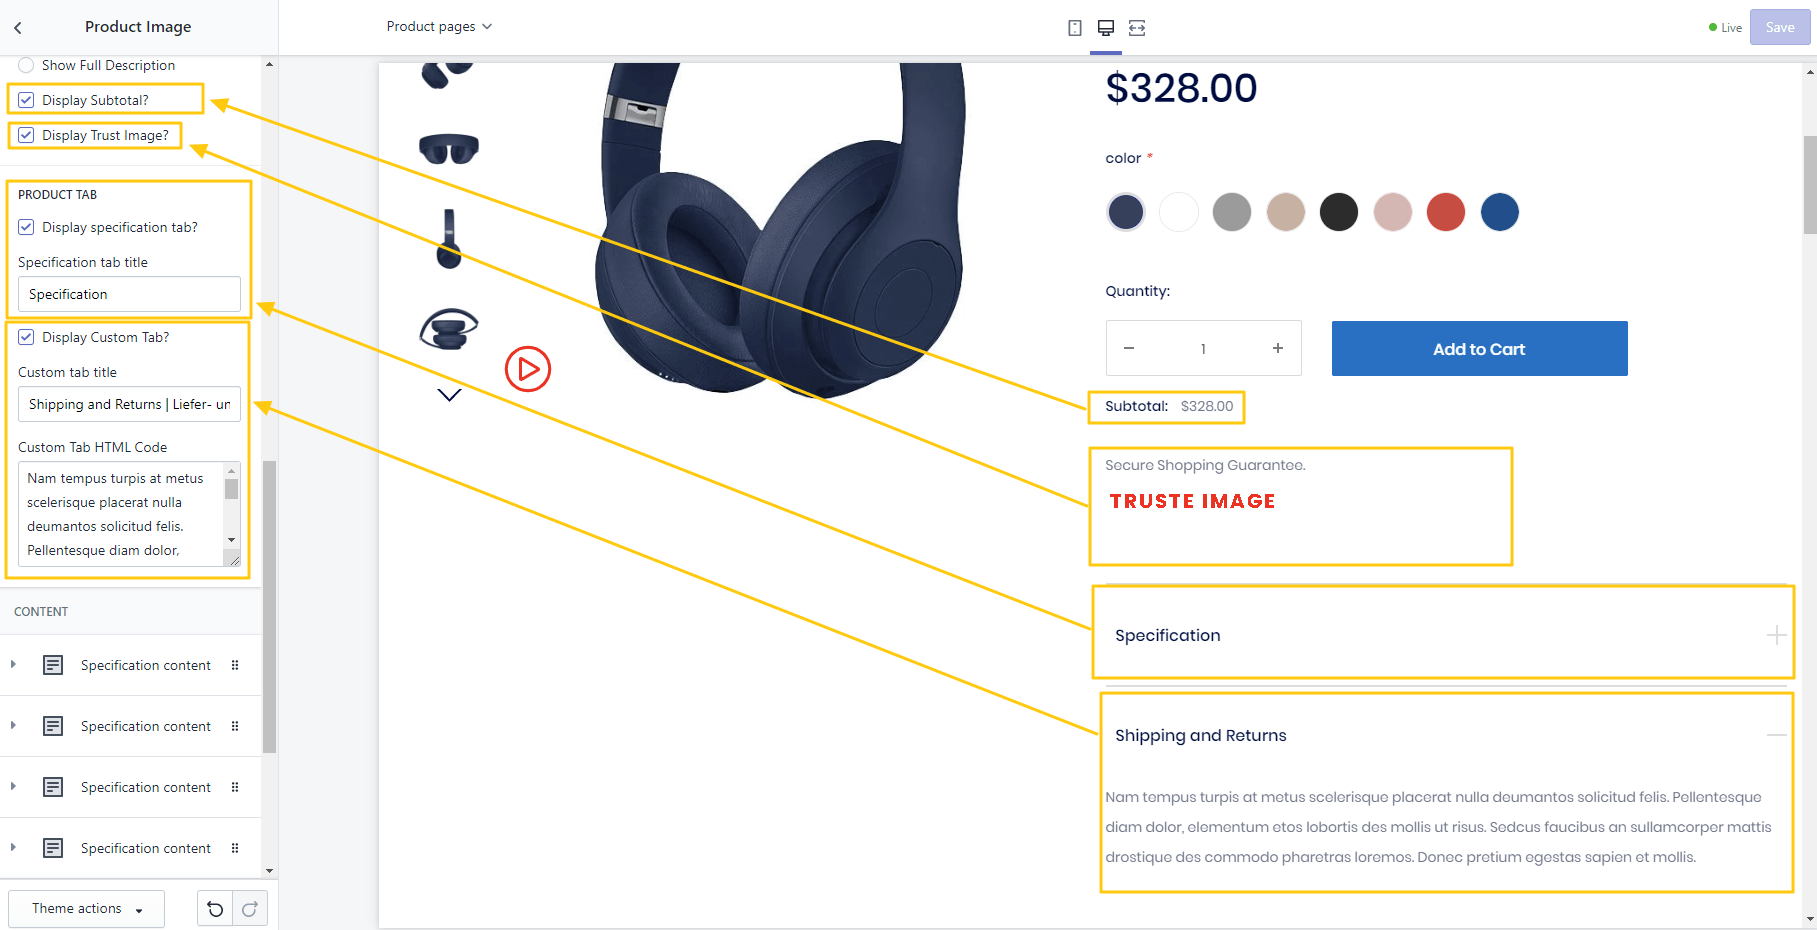 Product Image
Product pages
Live
Save
Show Full Description
Display Subtotal?
Display Trust Image?
PRODUCT TAB
Display specification tab?
Specification tab title
Specification
Display Custom Tab?
Custom tab title
Shipping and Returns | Liefer- un
Custom Tab HTML Code
Nam tempus turpis at metus
scelerisque placerat nulla
deumantos solicitud felis.
Pellentesque diam dolor,
CONTENT
Specification content
Specification content
Specification content
Specification content
Theme actions
$328.00
color *
Quantity:
− 1 +
Add to Cart
Subtotal: $328.00
Secure Shopping Guarantee.
TRUSTE IMAGE
Specification
Shipping and Returns
Nam tempus turpis at metus scelerisque placerat nulla deumantos solicitud felis. Pellentesque
diam dolor, elementum etos lobortis des mollis ut risus. Sedcus faucibus an sullamcorper mattis
drostique des commodo pharetras loremos. Donec pretium egestas sapien et mollis.